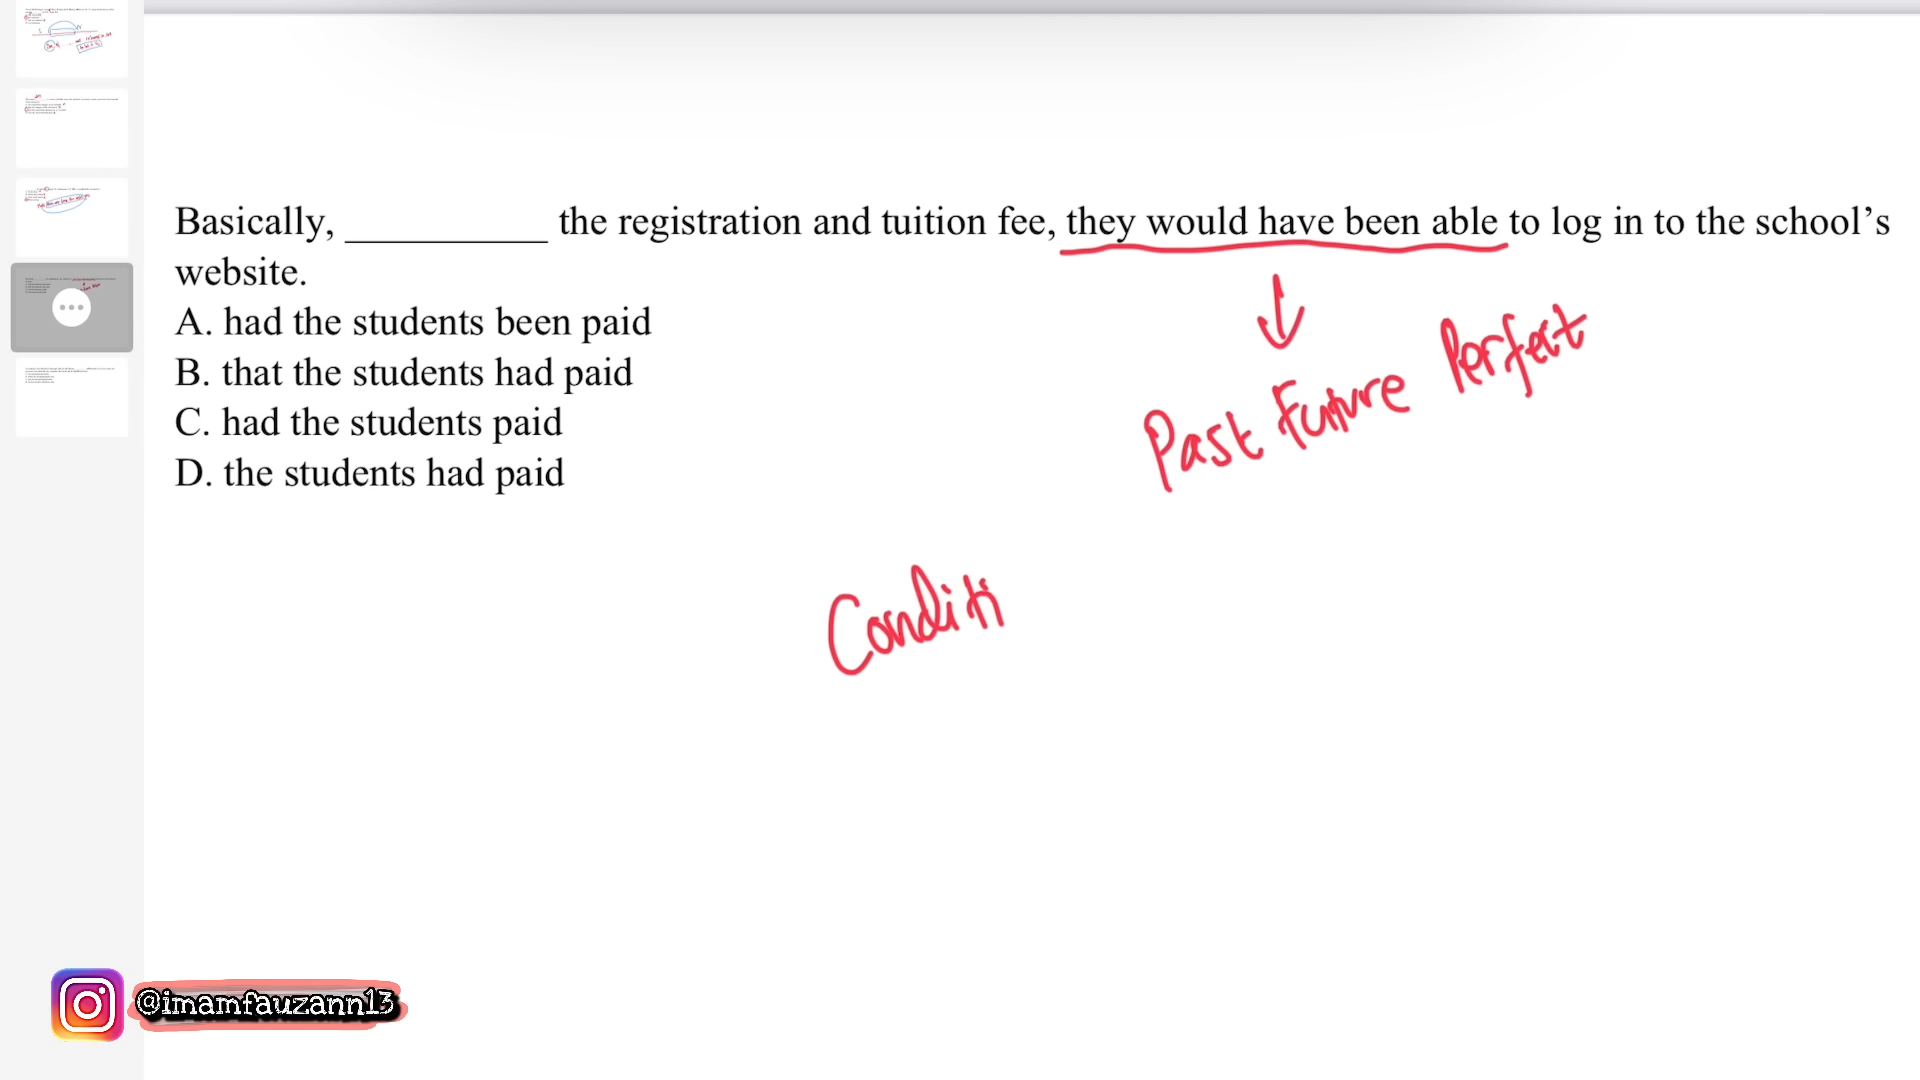 Basically, __________ the registration and tuition fee, they would have been able to log in to the school’s
website.
A. had the students been paid
B. that the students had paid
C. had the students paid
D. the students had paid
Past Future Perfect
Conditi
@imamfauzann13